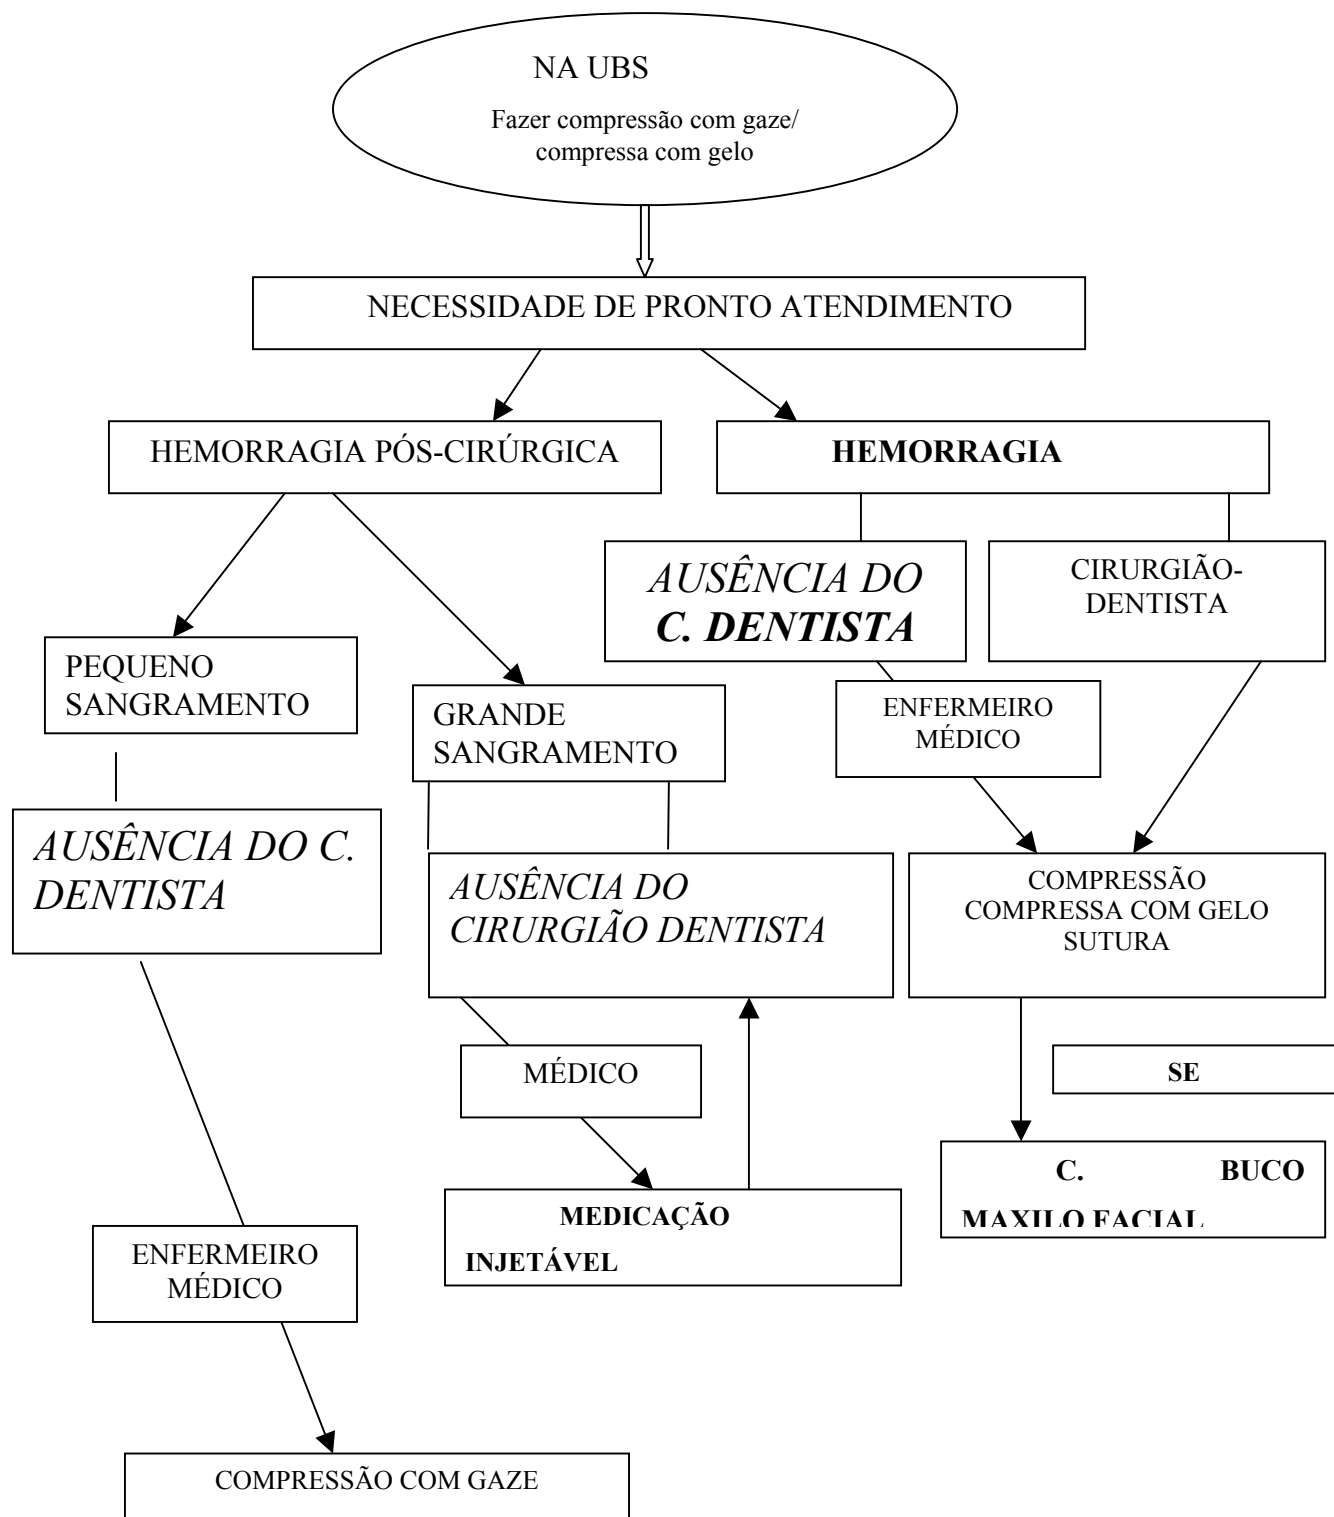 NA UBS
Fazer compressão com gaze/
compressa com gelo
NECESSIDADE DE PRONTO ATENDIMENTO
HEMORRAGIA PÓS-CIRÚRGICA
HEMORRAGIA
AUSÊNCIA DO
C. DENTISTA
CIRURGIÃO-
DENTISTA
PEQUENO
SANGRAMENTO
GRANDE
SANGRAMENTO
ENFERMEIRO
MÉDICO
AUSÊNCIA DO C.
DENTISTA
AUSÊNCIA DO
CIRURGIÃO DENTISTA
COMPRESSÃO
COMPRESSA COM GELO
SUTURA
MÉDICO
SE
C. BUCO
MAXILO FACIAL
MEDICAÇÃO
INJETÁVEL
ENFERMEIRO
MÉDICO
COMPRESSÃO COM GAZE